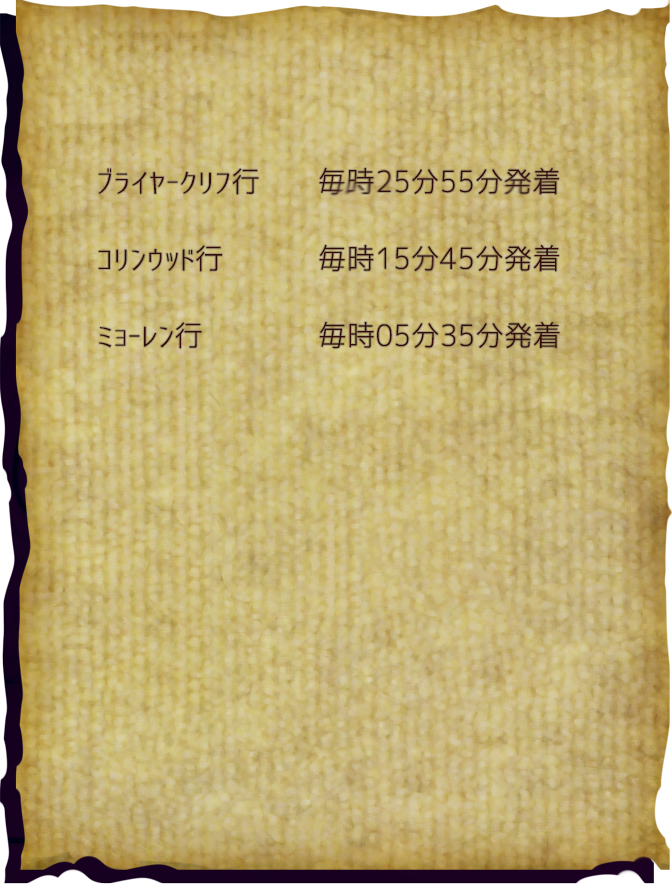 ブライヤークリフ行 毎時25分55分発着
コリンウッド行 毎時15分45分発着
ミョーレン行 毎時05分35分発着